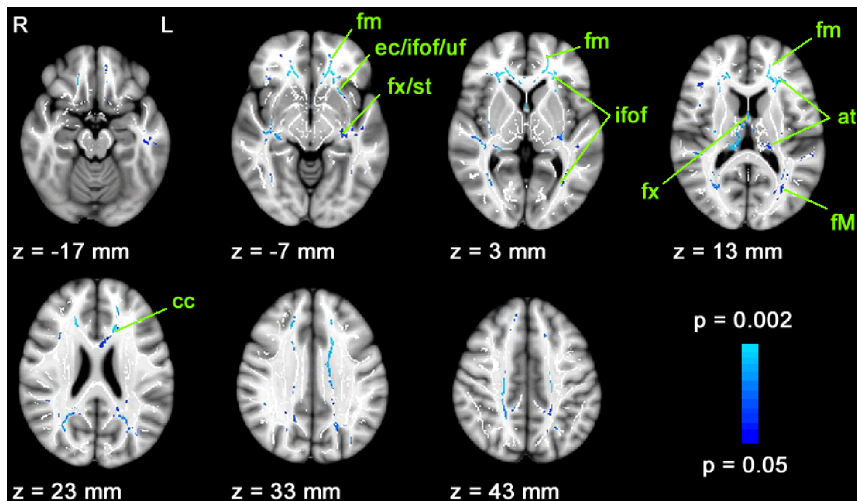 R
L
fm
ec/ifof/uf
fx/st
fm
ifof
fm
at
fx
fM
z = -17 mm
z = -7 mm
z = 3 mm
z = 13 mm
cc
p = 0.002
p = 0.05
z = 23 mm
z = 33 mm
z = 43 mm